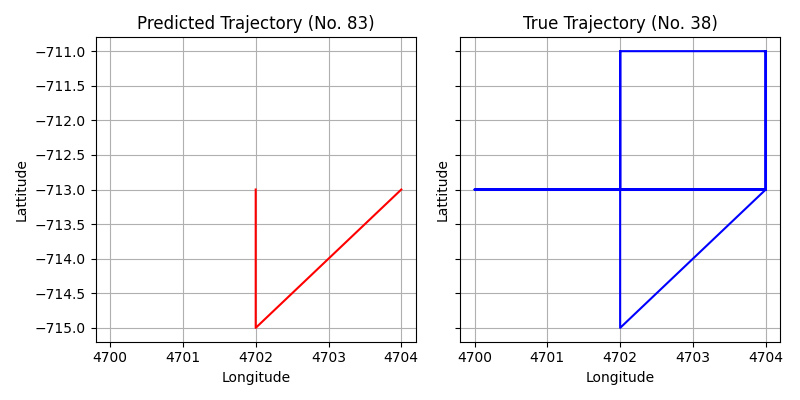 Predicted Trajectory (No. 83)
True Trajectory (No. 38)
−711.0
−711.5
−712.0
−712.5
−713.0
−713.5
−714.0
−714.5
−715.0
Lattitude
Lattitude
4700 4701 4702 4703 4704
4700 4701 4702 4703 4704
Longitude
Longitude